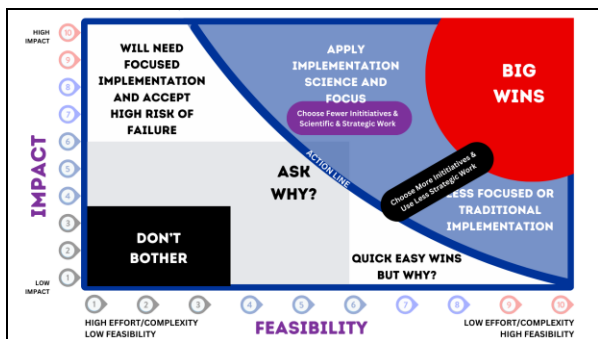 HIGH
IMPACT
10
9
8
7
6
5
4
3
2
1
LOW
IMPACT
IMPACT
WILL NEED
FOCUSED
IMPLEMENTATION
AND ACCEPT
HIGH RISK OF
FAILURE
APPLY
IMPLEMENTATION
SCIENCE AND
FOCUS
Choose Fewer Inititiatives &
Scientific & Strategic Work
BIG
WINS
ACTION LINE
ASK
WHY?
Choose More Inititiatives &
Use Less Strategic Work
LESS FOCUSED OR
TRADITIONAL
IMPLEMENTATION
DON'T
BOTHER
QUICK EASY WINS
BUT WHY?
1 2 3 4 5 6 7 8 9 10
HIGH EFFORT/COMPLEXITY
LOW FEASIBILITY
FEASIBILITY
LOW EFFORT/COMPLEXITY
HIGH FEASIBILITY